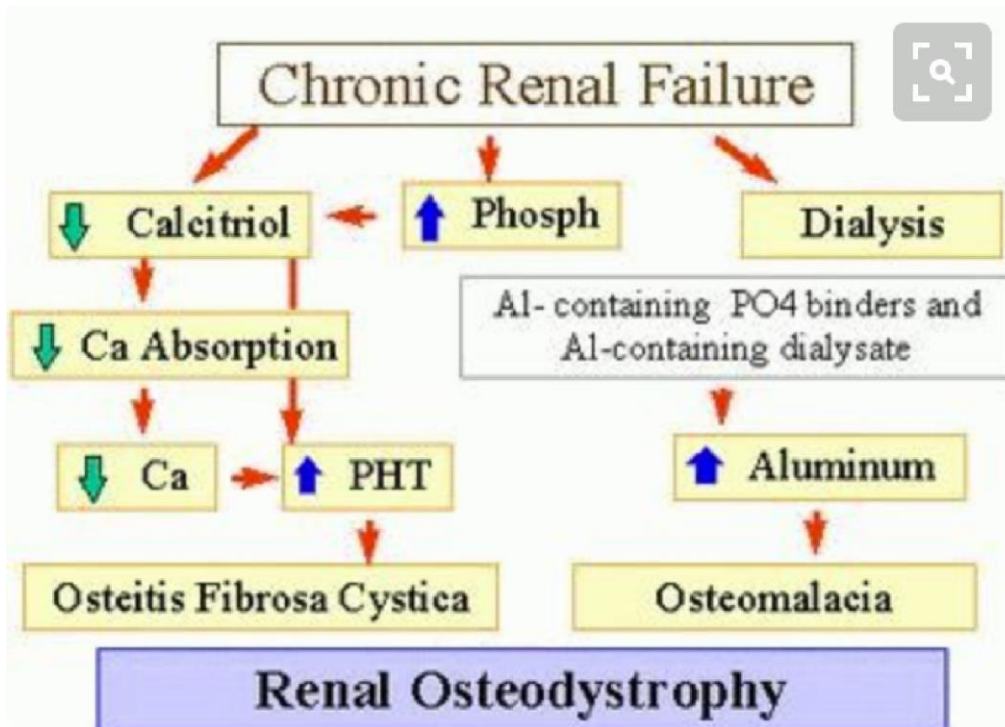 Chronic Renal Failure
Calcitriol
Phosph
Dialysis
Al- containing PO4 binders and
Al-containing dialysate
Ca Absorption
Ca
PHT
Aluminum
Osteitis Fibrosa Cystica
Osteomalacia
Renal Osteodystrophy